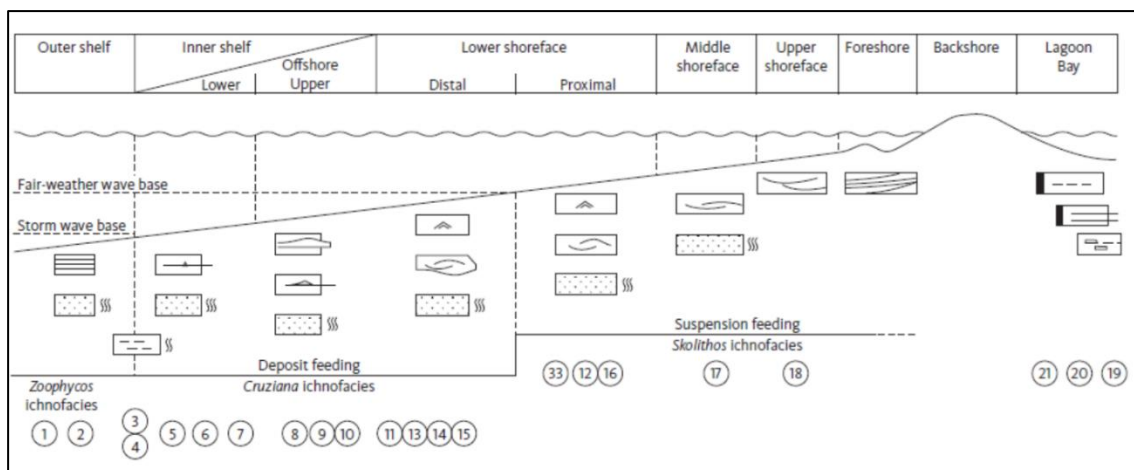 Outer shelf
Inner shelf
Lower
Offshore
Upper
Lower shoreface
Distal
Proximal
Middle
shoreface
Upper
shoreface
Foreshore
Backshore
Lagoon
Bay
Fair-weather wave base
Storm wave base
Suspension feeding
Skolithos ichnofacies
Deposit feeding
Cruziana ichnofacies
Zoophycos
ichnofacies
33 12 16
17
18
21 20 19
1 2
3
4
5 6 7
8 9 10
11 13 14 15